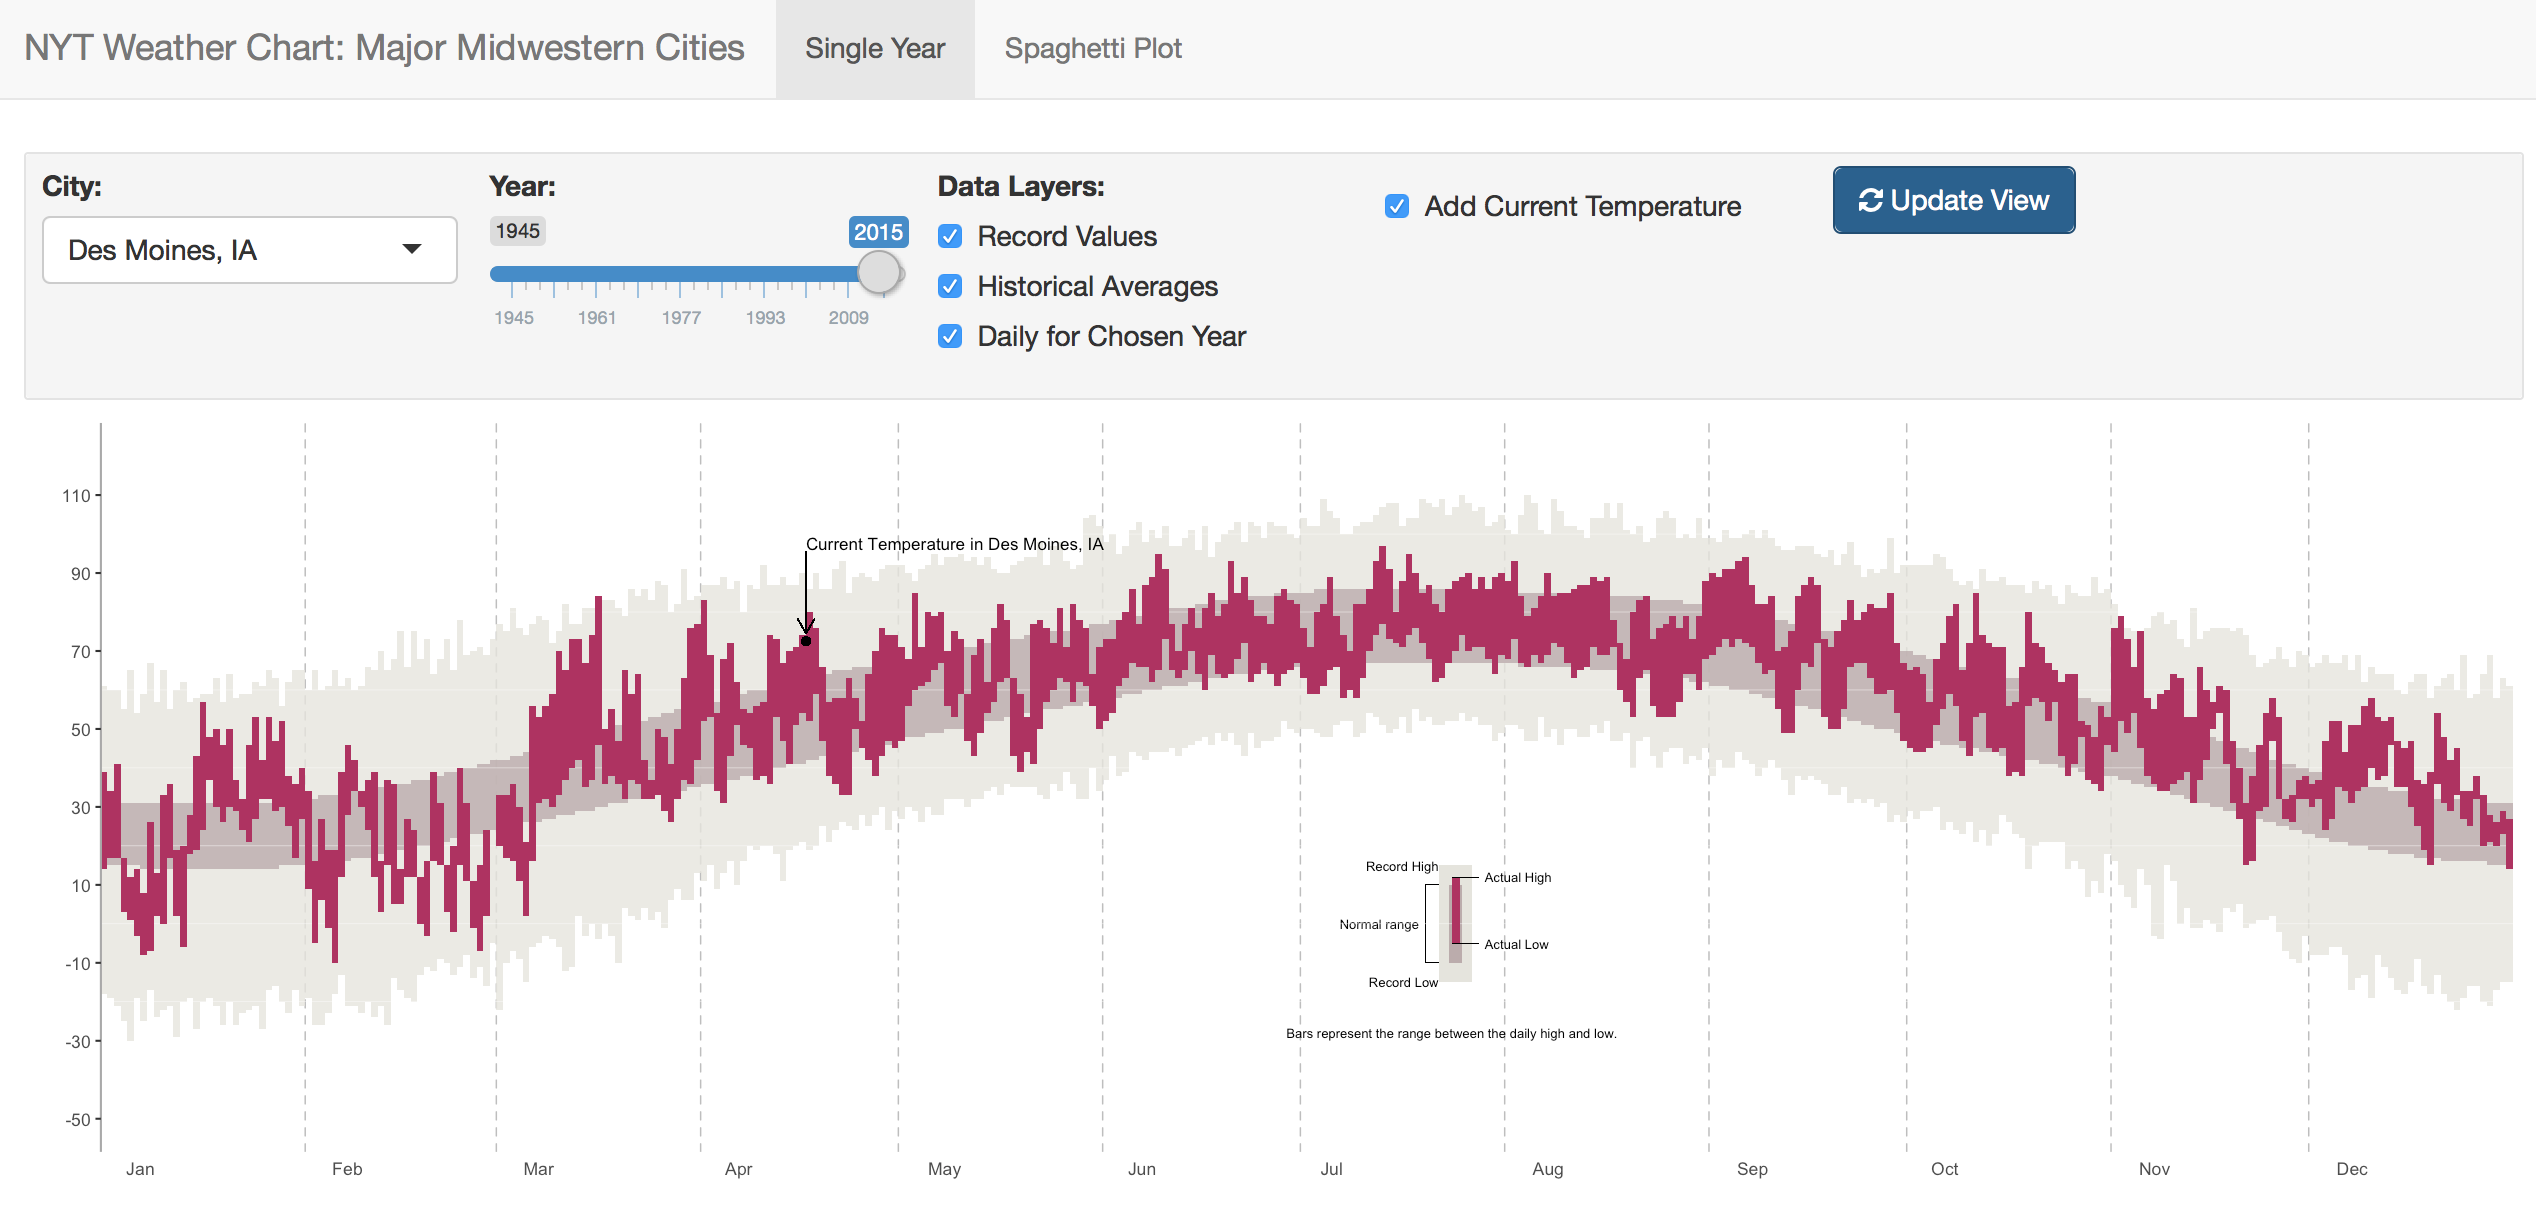 NYT Weather Chart: Major Midwestern Cities
Single Year
Spaghetti Plot
City:
Des Moines, IA
Year:
1945
2015
1945 1961 1977 1993 2009
Data Layers:
Record Values
Historical Averages
Daily for Chosen Year
Add Current Temperature
Update View
110
90
70
50
30
10
-10
-30
-50
Current Temperature in Des Moines, IA
Record High
Actual High
Normal range
Actual Low
Record Low
Bars represent the range between the daily high and low.
Jan Feb Mar Apr May Jun Jul Aug Sep Oct Nov Dec